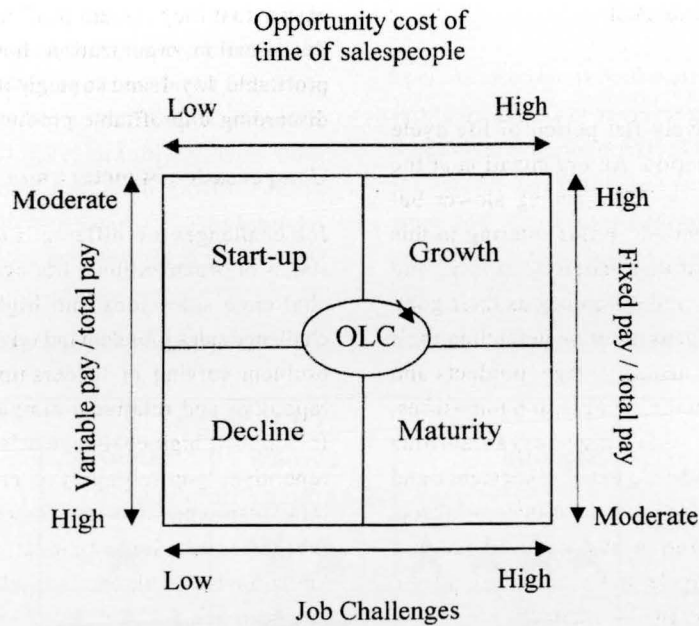 Opportunity cost of
time of salespeople
Low High
Moderate High
Start-up Growth
Variable pay / total pay
OLC
Fixed pay / total pay
Decline Maturity
High Moderate
Low High
Job Challenges